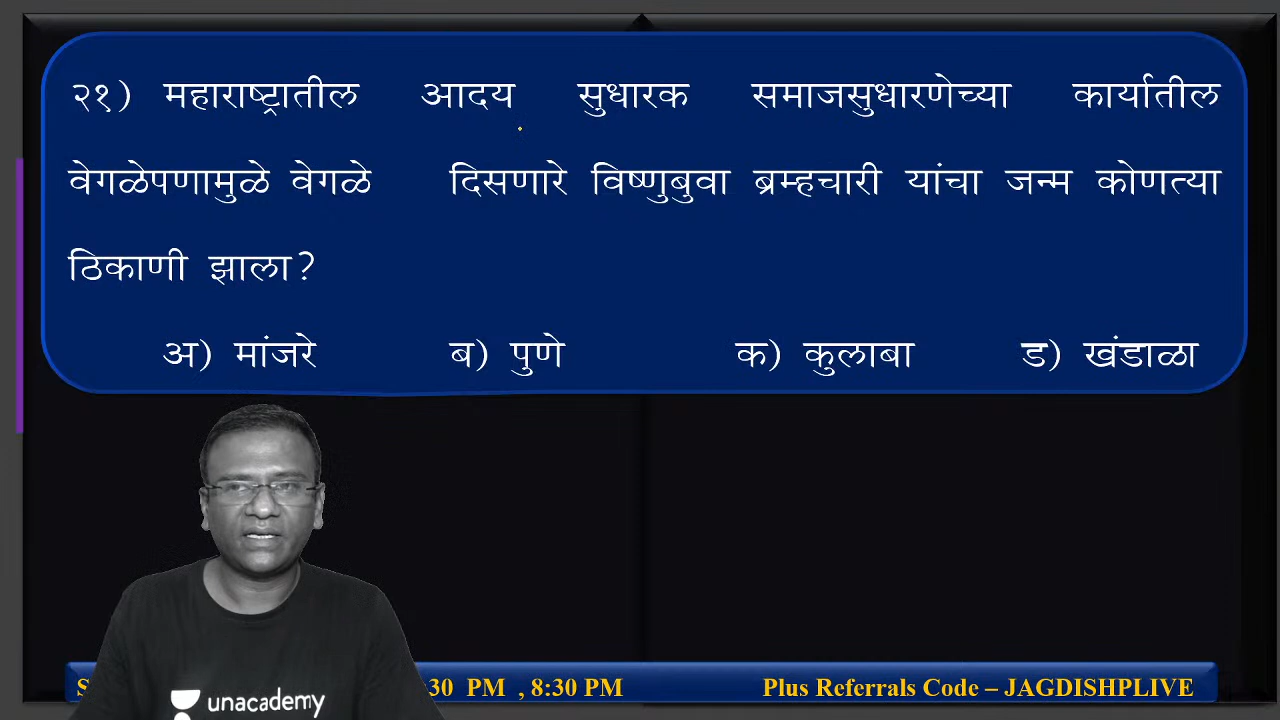 २१) महाराष्ट्रातील आदय सुधारक समाजसुधारणेच्या कार्यातील
वेगळेपणामुळे वेगळे दिसणारे विष्णुबुवा ब्रम्हचारी यांचा जन्म कोणत्या
ठिकाणी झाला?
अ) मांजरे ब) पुणे क) कुलाबा ड) खंडाळा
:30 PM , 8:30 PM Plus Referrals Code – JAGDISHPLIVE
unacademy